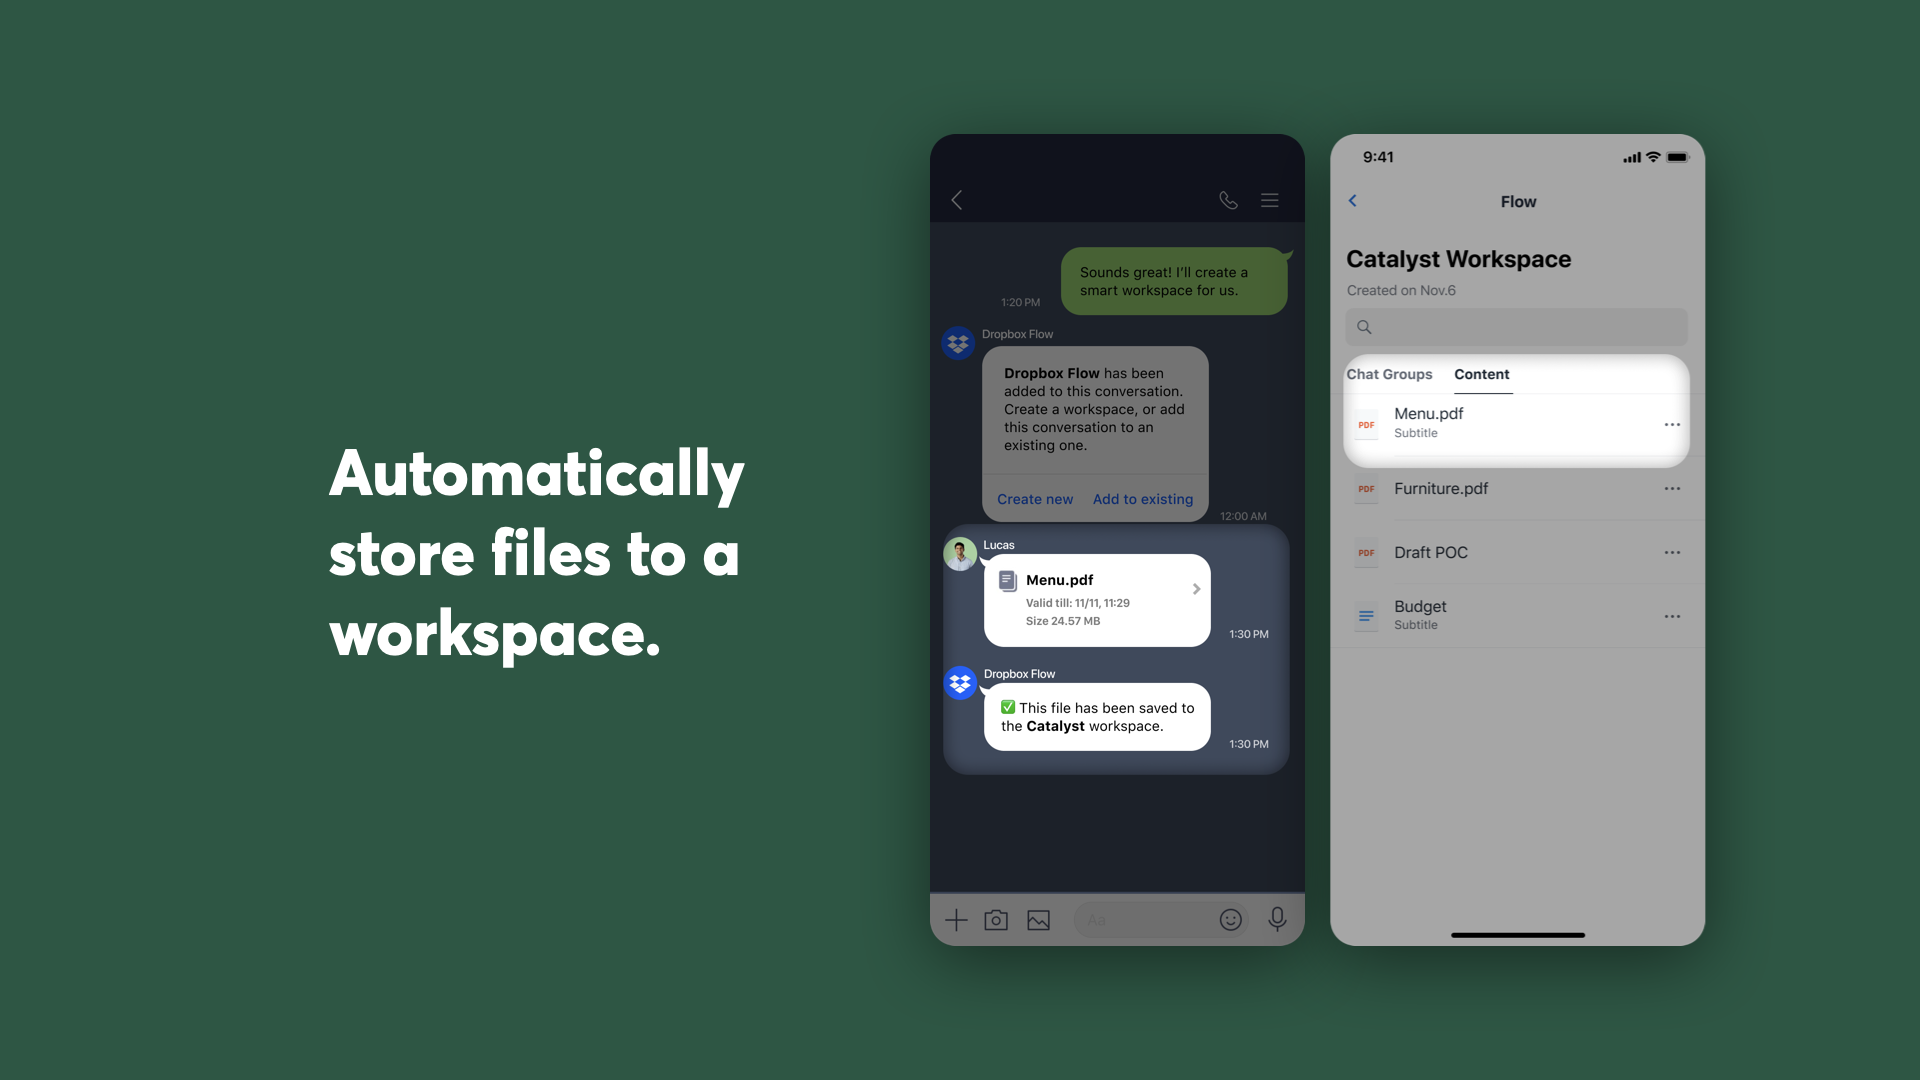 Automatically
store files to a
workspace.
Sounds great! I'll create a
smart workspace for us.
1:20 PM
Dropbox Flow
Dropbox Flow has been
added to this conversation.
Create a workspace, or add
this conversation to an
existing one.
Create new Add to existing
12:00 AM
Lucas
Menu.pdf
Valid till: 11/11, 11:29
Size 24.57 MB
1:30 PM
Dropbox Flow
✅ This file has been saved to
the Catalyst workspace.
1:30 PM
Aa
9:41
Flow
Catalyst Workspace
Created on Nov.6
Chat Groups Content
PDF
Menu.pdf
Subtitle
PDF
Furniture.pdf
PDF
Draft POC
Budget
Subtitle